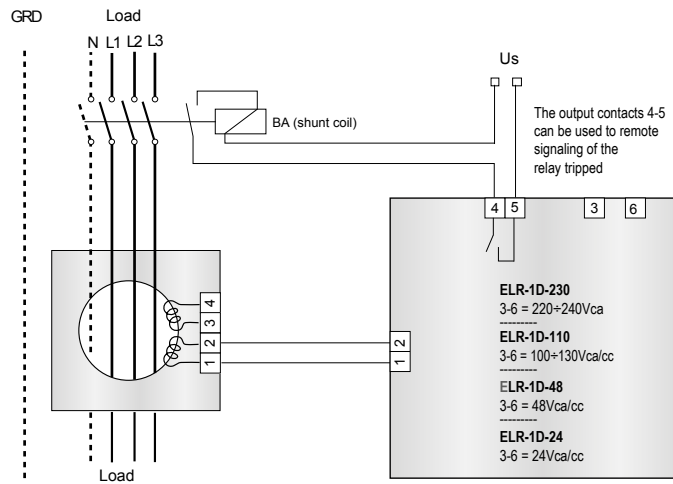 GRD
Load
N L1 L2 L3
Us
BA (shunt coil)
The output contacts 4-5
can be used to remote
signaling of the
relay tripped
4 5 3 6
4
3
2
1
2
1
ELR-1D-230
3-6 = 220÷240Vca
---------
ELR-1D-110
3-6 = 100÷130Vca/cc
---------
ELR-1D-48
3-6 = 48Vca/cc
---------
ELR-1D-24
3-6 = 24Vca/cc
Load